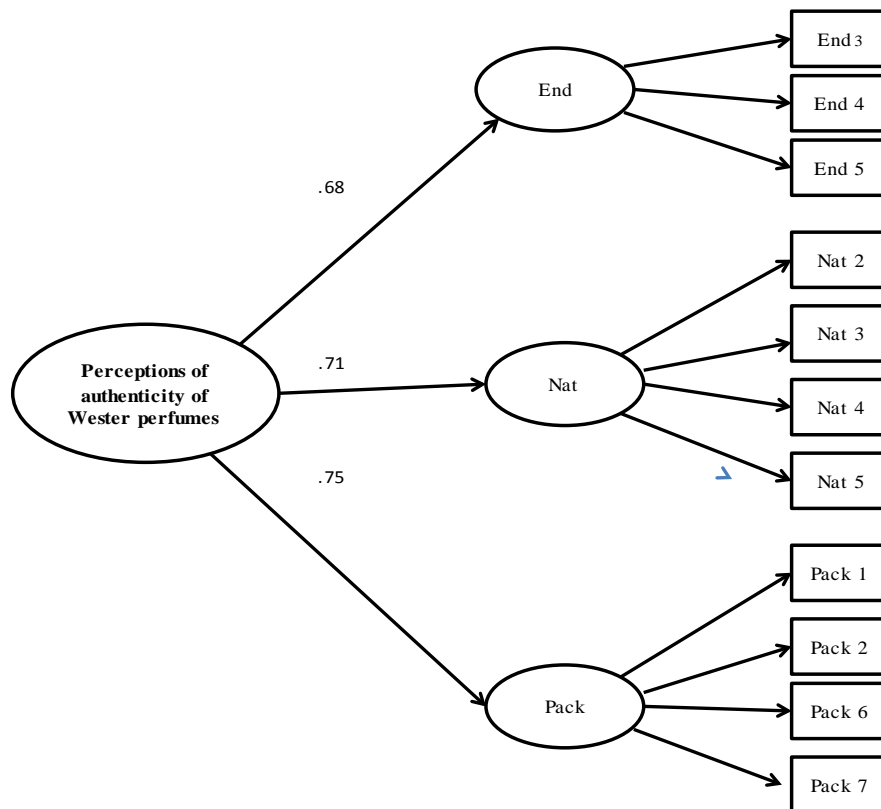 End 3
End
End 4
End 5
.68
Nat 2
Nat 3
.71
Perceptions of
authenticity of
Wester perfumes
Nat
Nat 4
.75
Nat 5
Pack 1
Pack 2
Pack
Pack 6
Pack 7